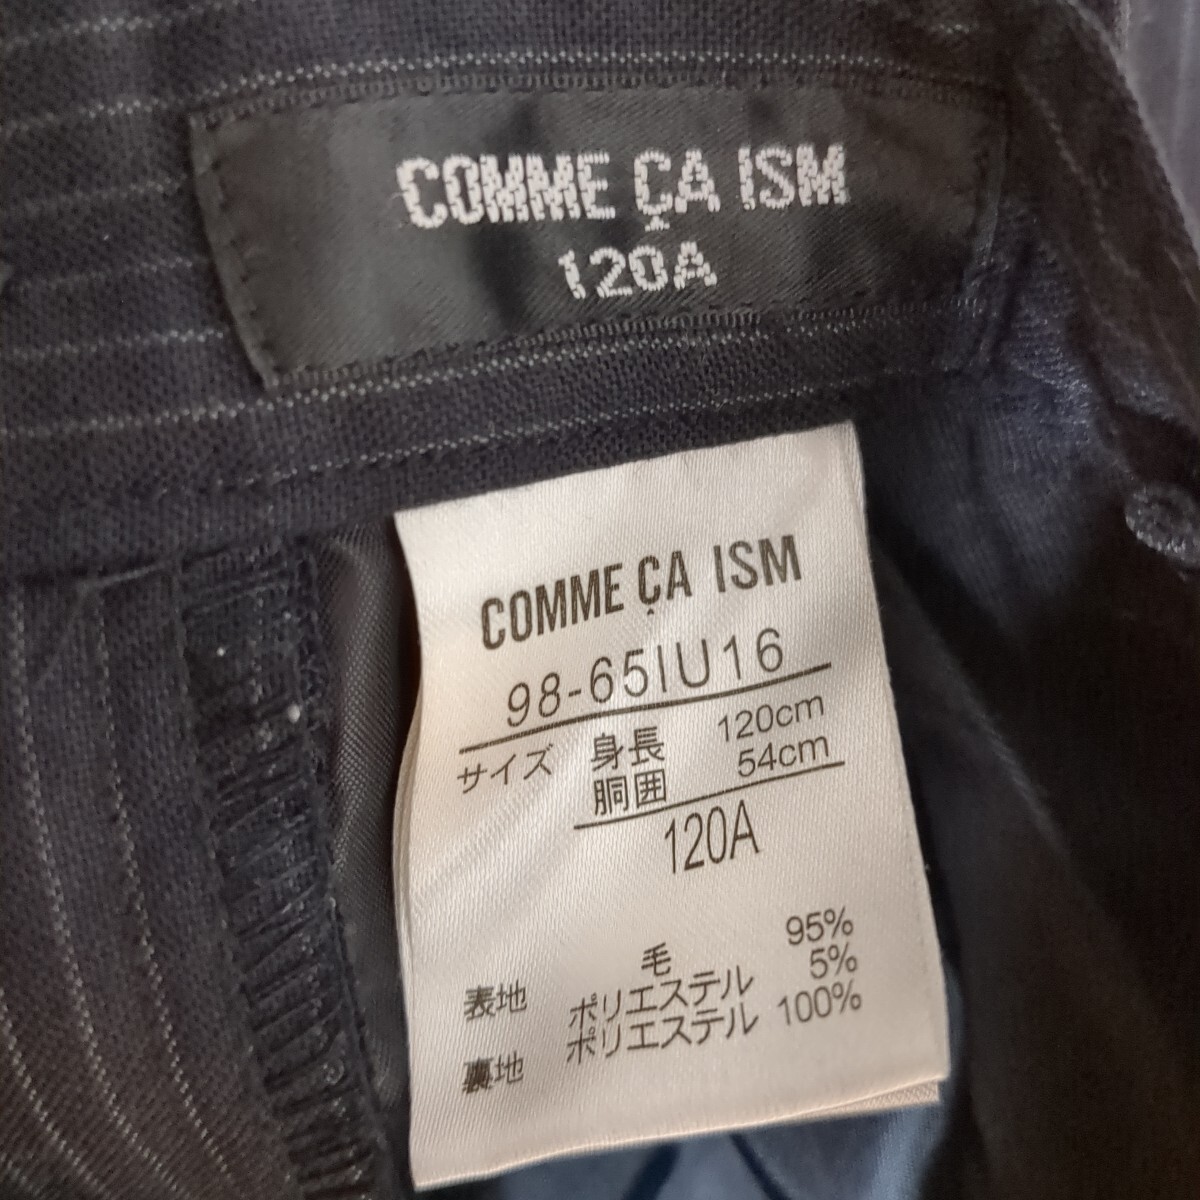 COMME ÇA ISM
120A
COMME ÇA ISM
98-65IU16
サイズ 身長 120cm
胴囲 54cm
120A
表地 毛 95%
ポリエステル 5%
裏地 ポリエステル 100%